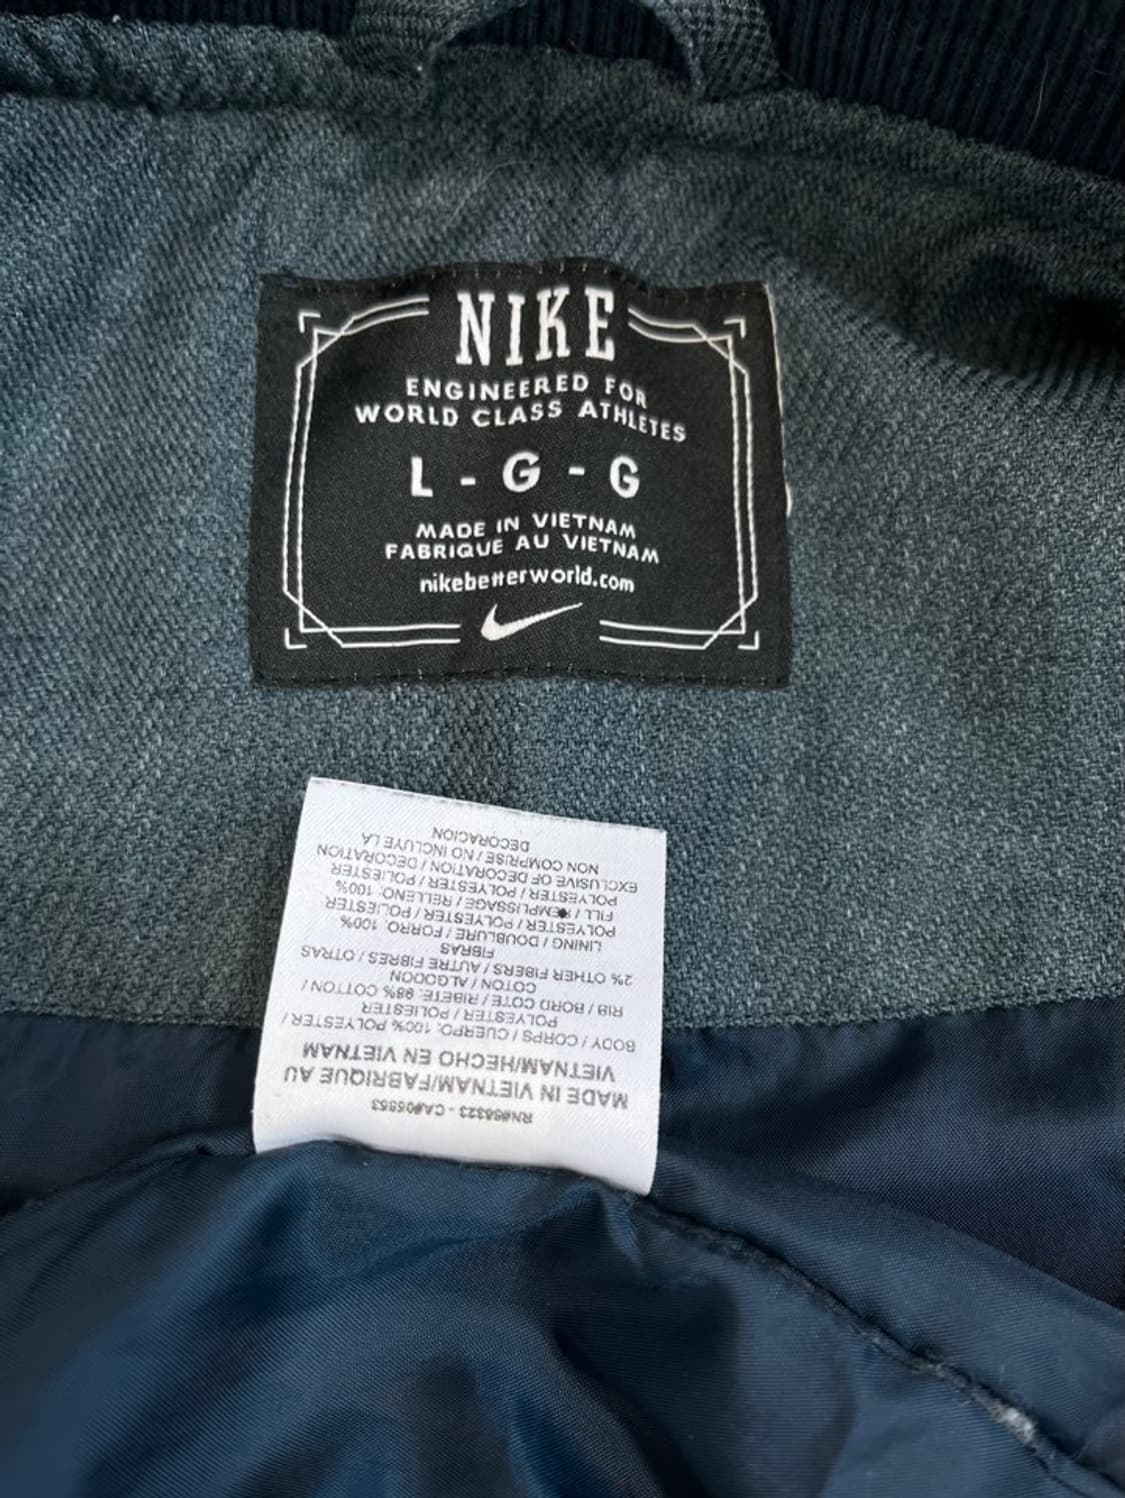 NIKE
ENGINEERED FOR
WORLD CLASS ATHLETES
L - G - G
MADE IN VIETNAM
FABRIQUE AU VIETNAM
nikebetterworld.com
RN#56323 - CA#05553
MADE IN VIETNAM/FABRIQUE AU
VIETNAM/HECHO EN VIETNAM
BODY / CORPS / CUERPO: 100% POLYESTER /
POLYESTER / POLIESTER
RIB / BORD COTE / RIBETE: 98% COTTON /
COTON / ALGODON
2% OTHER FIBERS / AUTRE FIBRES / OTRAS
FIBRAS
LINING / DOUBLURE / FORRO: 100%
POLYESTER / POLYESTER / POLIESTER
FILL / REMPLISSAGE / RELLENO: 100%
POLYESTER / POLYESTER / POLIESTER
EXCLUSIVE OF DECORATION / DECORATION
NON COMPRISE / NO INCLUYE LA
DECORACION